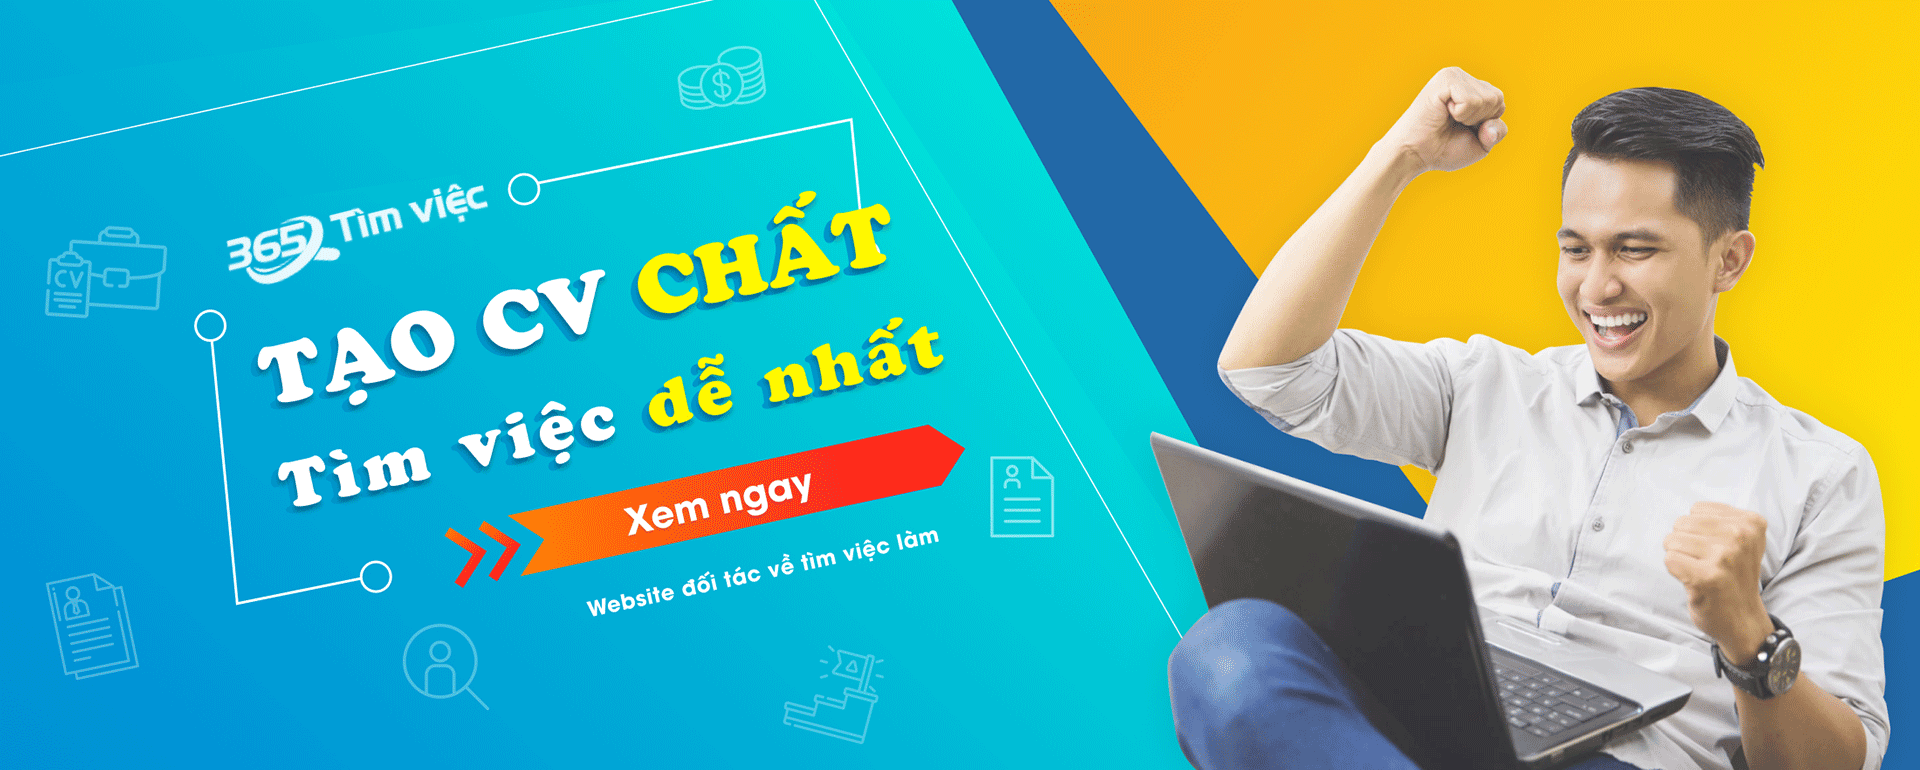 365 Tìm việc
TẠO CV CHẤT
Tìm việc dễ nhất
Xem ngay
Website đối tác về tìm việc làm
CV
$